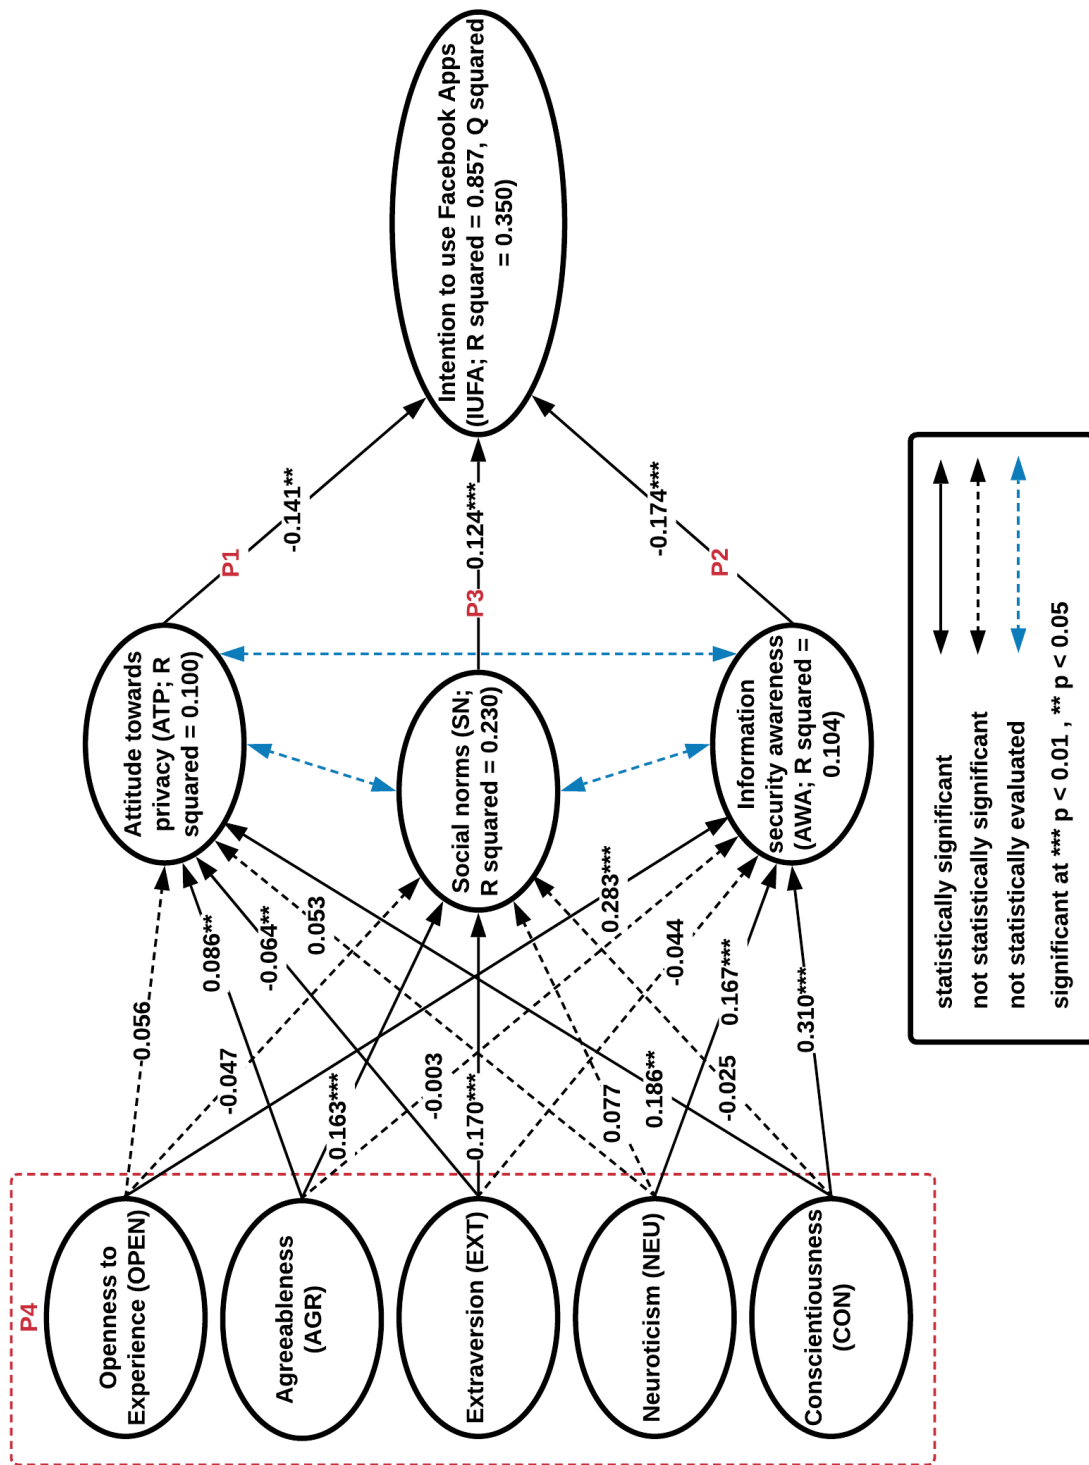 P4
Openness to
Experience (OPEN)
Agreeableness
(AGR)
Extraversion (EXT)
Neuroticism (NEU)
Conscientiousness
(CON)
-0.056
-0.047
0.283***
0.086**
0.163***
-0.003
-0.064**
0.170***
-0.044
0.053
0.077
0.167***
0.186**
-0.025
0.310***
Attitude towards
privacy (ATP; R
squared = 0.100)
Social norms (SN;
R squared = 0.230)
Information
security awareness
(AWA; R squared =
0.104)
P1
-0.141**
P3
0.124***
P2
-0.174***
Intention to use Facebook Apps
(IUFA; R squared = 0.857, Q squared
= 0.350)
statistically significant
not statistically significant
not statistically evaluated
significant at *** p < 0.01 , ** p < 0.05